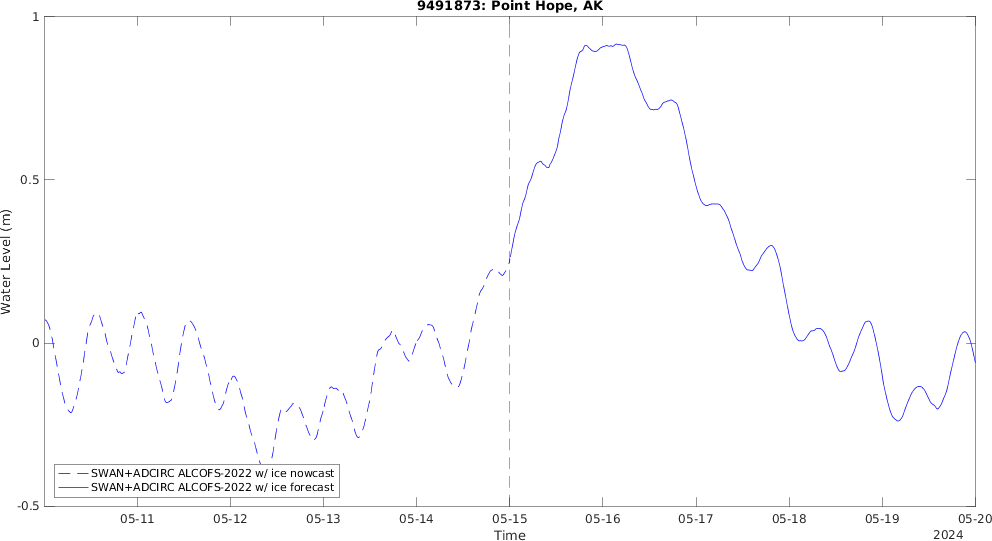 9491873: Point Hope, AK
1
0.5
0
-0.5
Water Level (m)
SWAN+ADCIRC ALCOFS-2022 w/ ice nowcast
SWAN+ADCIRC ALCOFS-2022 w/ ice forecast
05-11 05-12 05-13 05-14 05-15 05-16 05-17 05-18 05-19 05-20
Time
2024